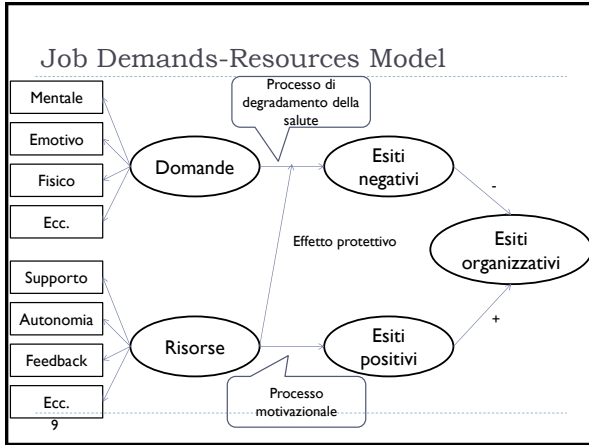 Job Demands-Resources Model
Processo di
degradamento della
salute
Mentale
Emotivo
Fisico
Ecc.
Domande
Esiti
negativi
-
Effetto protettivo
Esiti
organizzativi
Supporto
Autonomia
Feedback
Ecc.
Risorse
Esiti
positivi
+
Processo
motivazionale
9